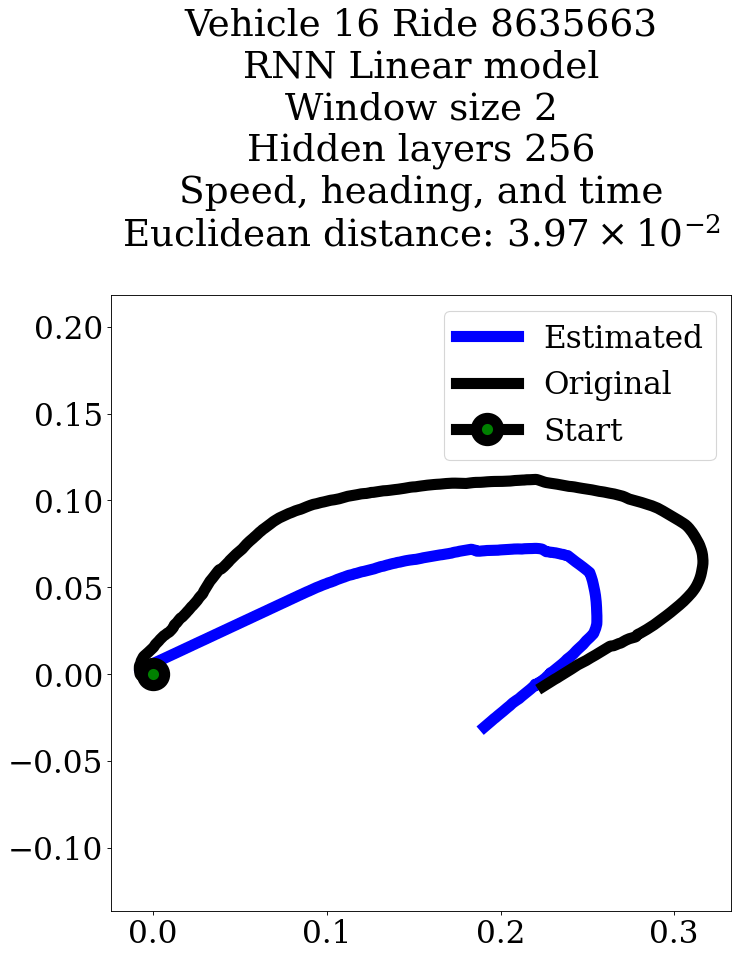 Vehicle 16 Ride 8635663
RNN Linear model
Window size 2
Hidden layers 256
Speed, heading, and time
Euclidean distance: 3.97 × 10⁻²
Estimated
Original
Start
0.20
0.15
0.10
0.05
0.00
−0.05
−0.10
0.0 0.1 0.2 0.3